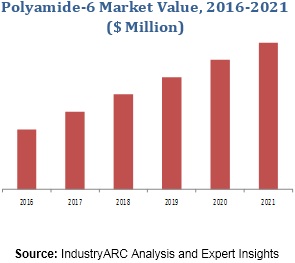 Polyamide-6 Market Value, 2016-2021
($ Million)
2016 2017 2018 2019 2020 2021
Source: IndustryARC Analysis and Expert Insights